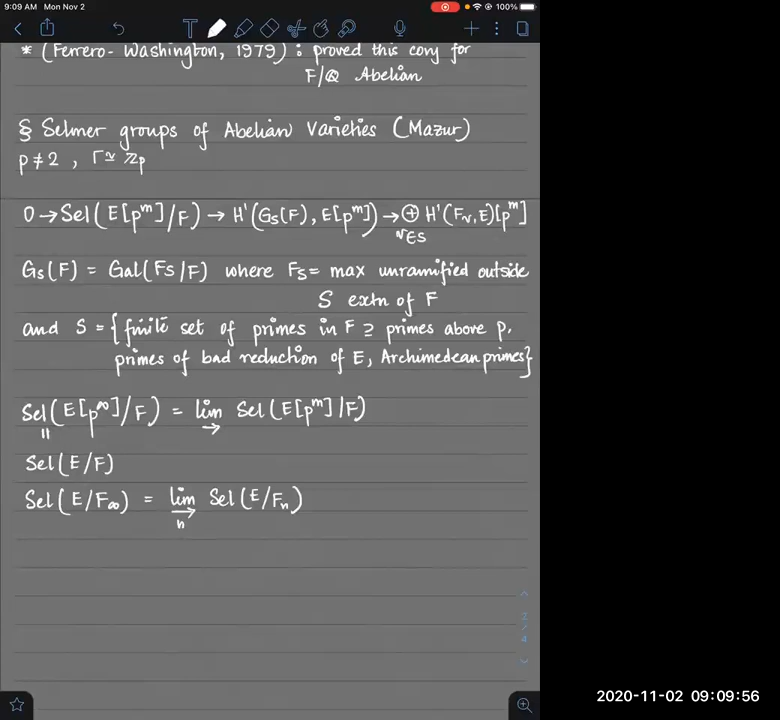 9:09 AM Mon Nov 2
100%
* (Ferrero-Washington, 1979) : proved this conj for
F/ℚ Abelian
§ Selmer groups of Abelian Varieties (Mazur)
p≠2 , Γ≃ℤp
0→Sel(E[p^m]/F)→H'(G_S(F), E[p^m])→⊕_{v∈S} H'(F_v,E)[p^m]
G_S(F) = Gal(F_S/F) where F_S = max unramified outside
S extn of F
and S = {finite set of primes in F ⊇ primes above p,
primes of bad reduction of E, Archimedean primes}
Sel(E[p^∞]/F) = lim→ Sel(E[p^m]/F)
||
Sel(E/F)
Sel(E/F_∞) = lim→_n Sel(E/F_n)
2
/
4
2020-11-02 09:09:56